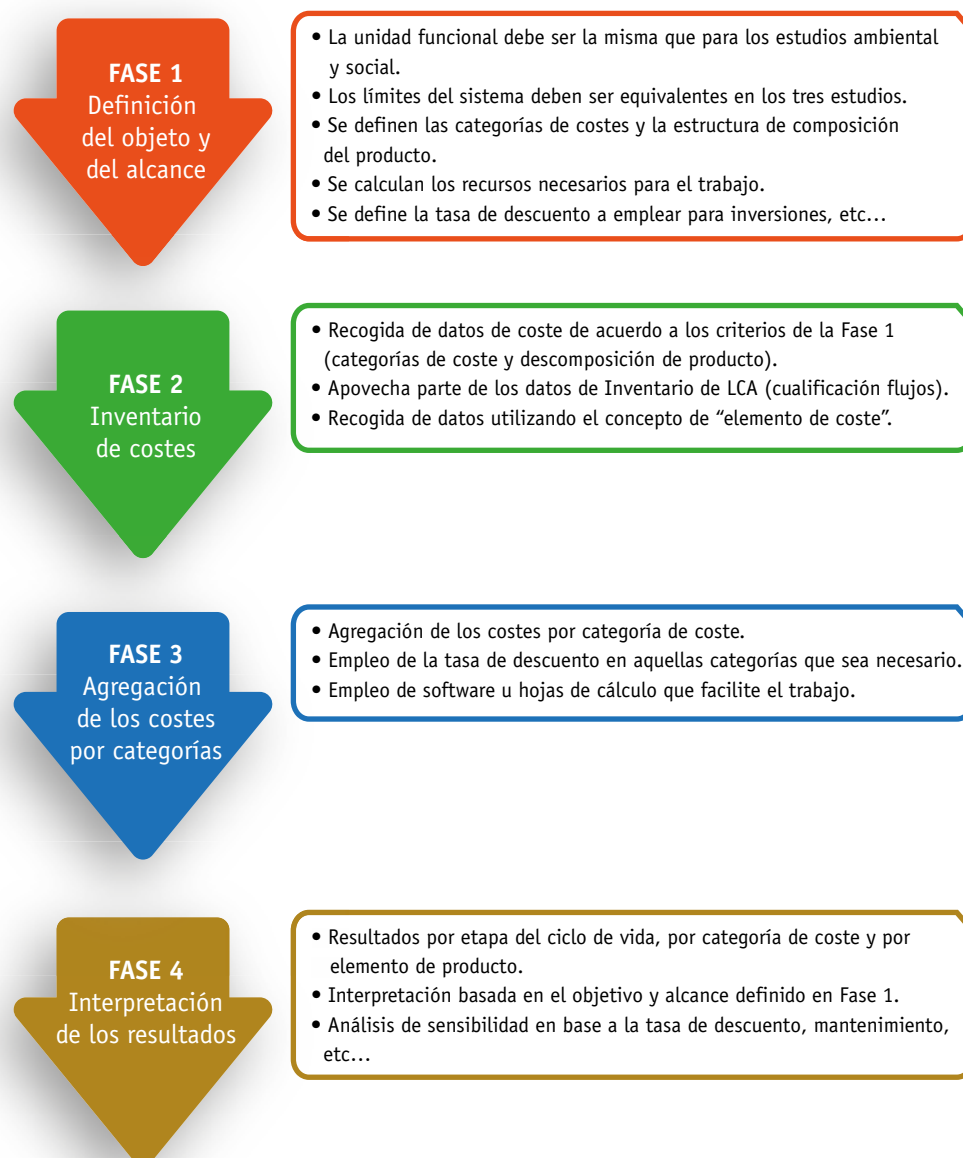 FASE 1
Definición
del objeto y
del alcance
• La unidad funcional debe ser la misma que para los estudios ambiental
y social.
• Los límites del sistema deben ser equivalentes en los tres estudios.
• Se definen las categorías de costes y la estructura de composición
del producto.
• Se calculan los recursos necesarios para el trabajo.
• Se define la tasa de descuento a emplear para inversiones, etc...
FASE 2
Inventario
de costes
• Recogida de datos de coste de acuerdo a los criterios de la Fase 1
(categorías de coste y descomposición de producto).
• Apovecha parte de los datos de Inventario de LCA (cualificación flujos).
• Recogida de datos utilizando el concepto de “elemento de coste”.
FASE 3
Agregación
de los costes
por categorías
• Agregación de los costes por categoría de coste.
• Empleo de la tasa de descuento en aquellas categorías que sea necesario.
• Empleo de software u hojas de cálculo que facilite el trabajo.
FASE 4
Interpretación
de los resultados
• Resultados por etapa del ciclo de vida, por categoría de coste y por
elemento de producto.
• Interpretación basada en el objetivo y alcance definido en Fase 1.
• Análisis de sensibilidad en base a la tasa de descuento, mantenimiento,
etc...